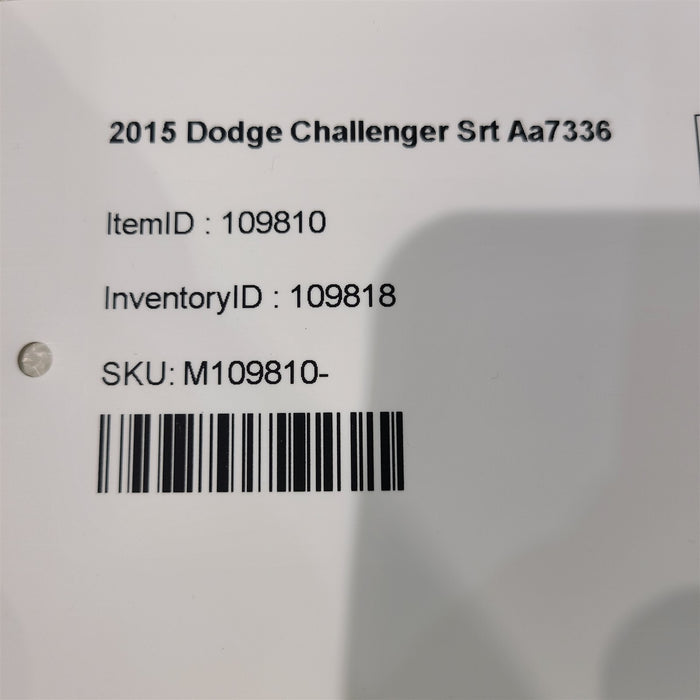 2015 Dodge Challenger Srt Aa7336
ItemID : 109810
InventoryID : 109818
SKU: M109810-